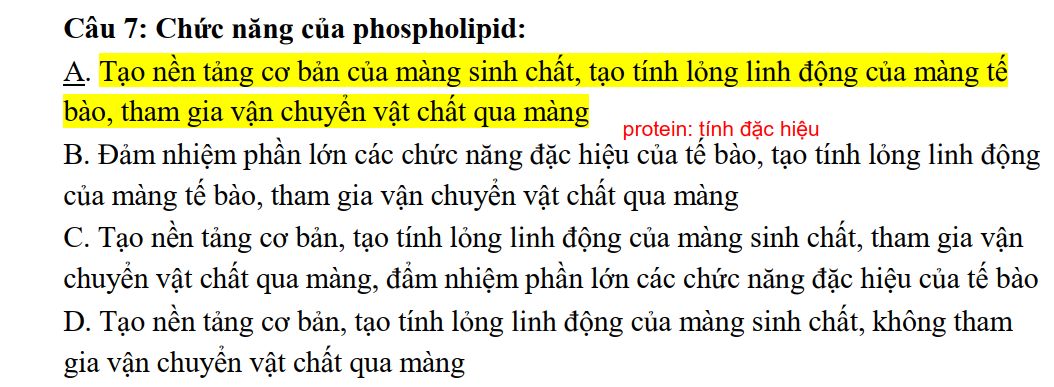 Câu 7: Chức năng của phospholipid:
A. Tạo nền tảng cơ bản của màng sinh chất, tạo tính lỏng linh động của màng tế
bào, tham gia vận chuyển vật chất qua màng
protein: tính đặc hiệu
B. Đảm nhiệm phần lớn các chức năng đặc hiệu của tế bào, tạo tính lỏng linh động
của màng tế bào, tham gia vận chuyển vật chất qua màng
C. Tạo nền tảng cơ bản, tạo tính lỏng linh động của màng sinh chất, tham gia vận
chuyển vật chất qua màng, đẩm nhiệm phần lớn các chức năng đặc hiệu của tế bào
D. Tạo nền tảng cơ bản, tạo tính lỏng linh động của màng sinh chất, không tham
gia vận chuyển vật chất qua màng